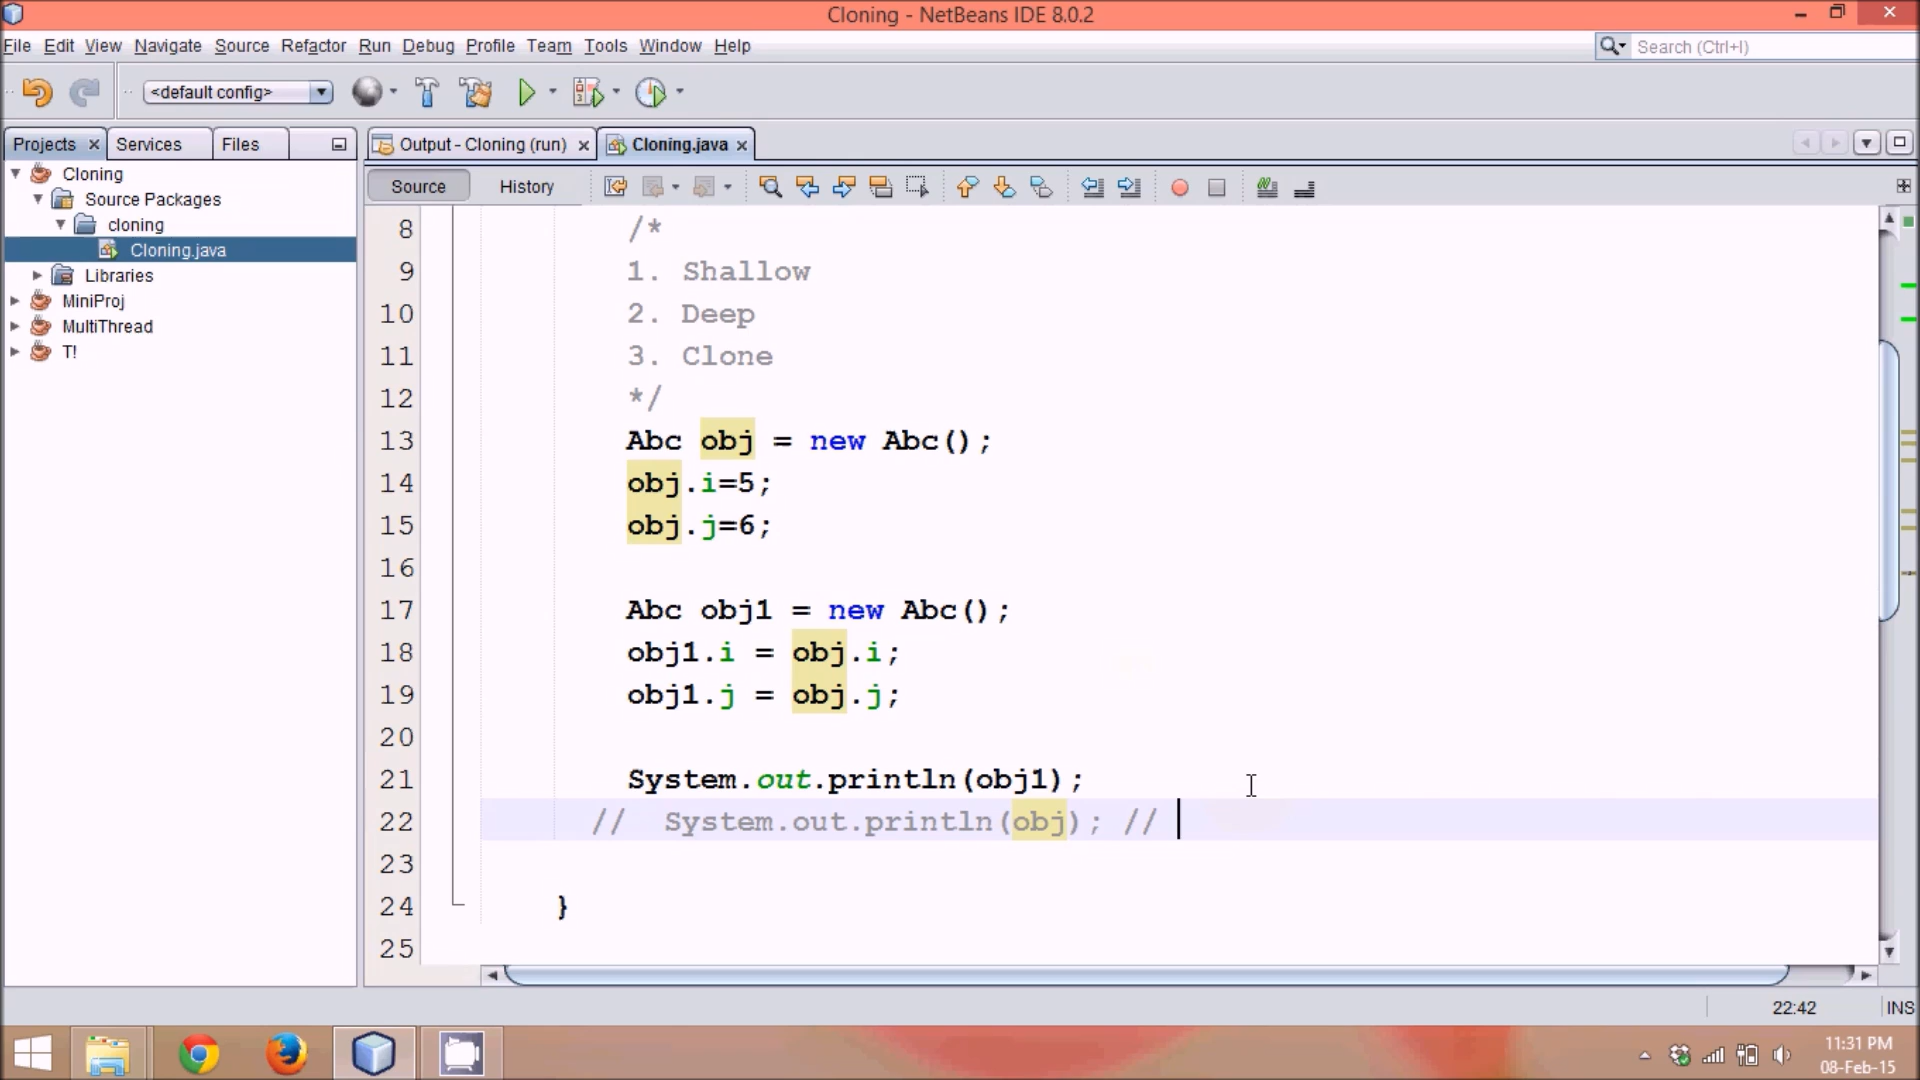 Cloning - NetBeans IDE 8.0.2
File Edit View Navigate Source Refactor Run Debug Profile Team Tools Window Help
Search (Ctrl+I)
<default config>
Projects Services Files
Output - Cloning (run) Cloning.java
Cloning
Source Packages
cloning
Cloning.java
Libraries
MiniProj
MultiThread
T!
Source History
8 /*
9 1. Shallow
10 2. Deep
11 3. Clone
12 */
13 Abc obj = new Abc();
14 obj.i=5;
15 obj.j=6;
16
17 Abc obj1 = new Abc();
18 obj1.i = obj.i;
19 obj1.j = obj.j;
20
21 System.out.println(obj1);
22 // System.out.println(obj); //
23
24 }
25
22:42 INS
11:31 PM
08-Feb-15